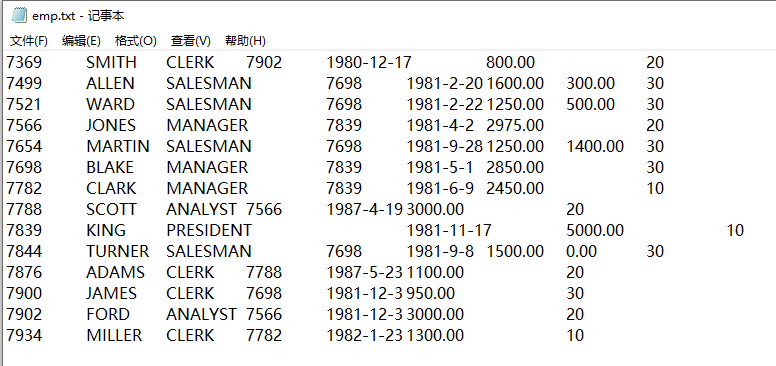 emp.txt - 记事本
文件(F) 编辑(E) 格式(O) 查看(V) 帮助(H)
7369 SMITH CLERK 7902 1980-12-17 800.00 20
7499 ALLEN SALESMAN 7698 1981-2-20 1600.00 300.00 30
7521 WARD SALESMAN 7698 1981-2-22 1250.00 500.00 30
7566 JONES MANAGER 7839 1981-4-2 2975.00 20
7654 MARTIN SALESMAN 7698 1981-9-28 1250.00 1400.00 30
7698 BLAKE MANAGER 7839 1981-5-1 2850.00 30
7782 CLARK MANAGER 7839 1981-6-9 2450.00 10
7788 SCOTT ANALYST 7566 1987-4-19 3000.00 20
7839 KING PRESIDENT 1981-11-17 5000.00 10
7844 TURNER SALESMAN 7698 1981-9-8 1500.00 0.00 30
7876 ADAMS CLERK 7788 1987-5-23 1100.00 20
7900 JAMES CLERK 7698 1981-12-3 950.00 30
7902 FORD ANALYST 7566 1981-12-3 3000.00 20
7934 MILLER CLERK 7782 1982-1-23 1300.00 10